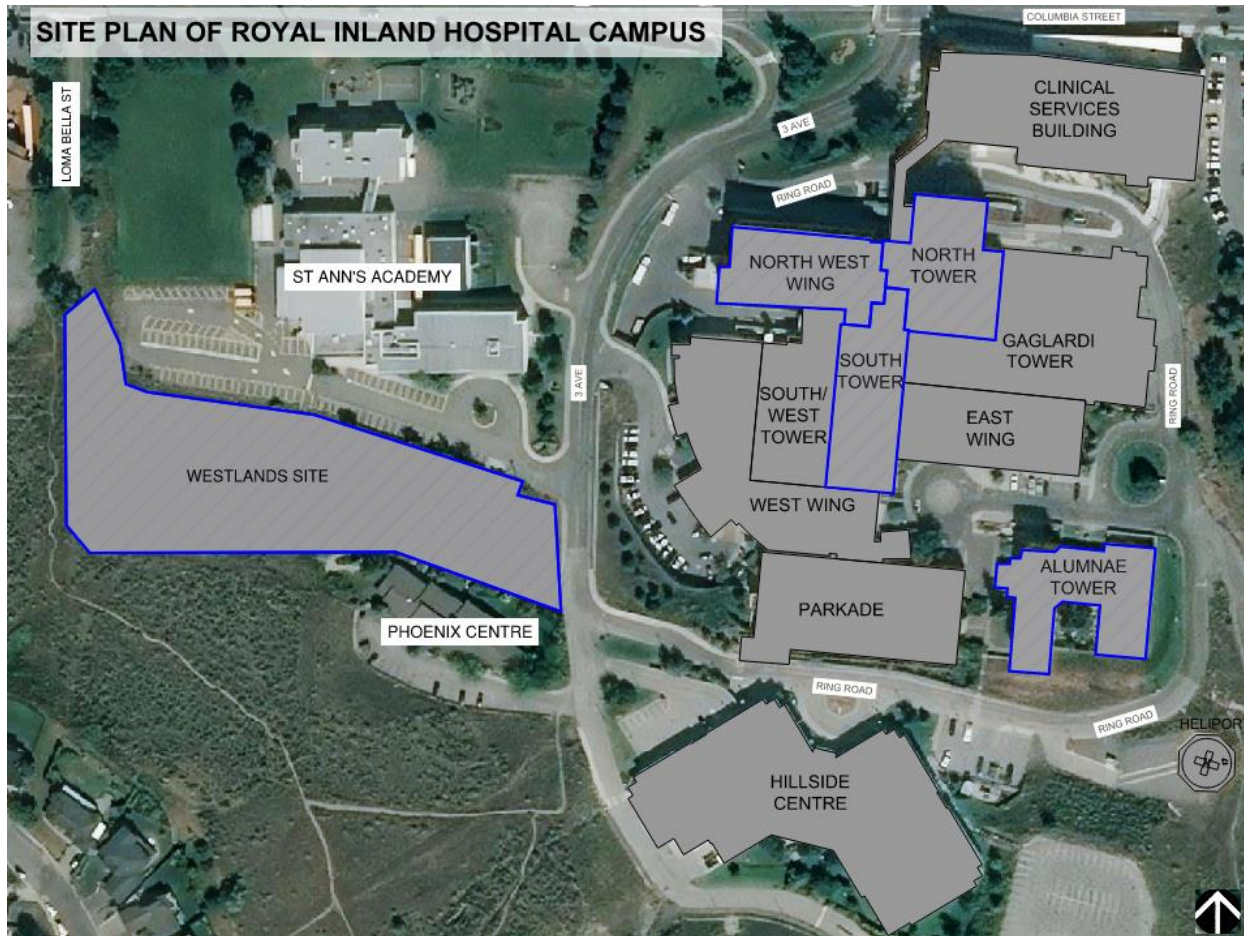 SITE PLAN OF ROYAL INLAND HOSPITAL CAMPUS
COLUMBIA STREET
LOMA BELLA ST
3 AVE
CLINICAL
SERVICES
BUILDING
RING ROAD
NORTH WEST
WING
NORTH
TOWER
ST ANN'S ACADEMY
GAGLARDI
TOWER
SOUTH
TOWER
3 AVE
SOUTH/
WEST
TOWER
RING ROAD
EAST
WING
WESTLANDS SITE
WEST WING
ALUMNAE
TOWER
PARKADE
PHOENIX CENTRE
RING ROAD
RING ROAD
HELIPOR
HILLSIDE
CENTRE